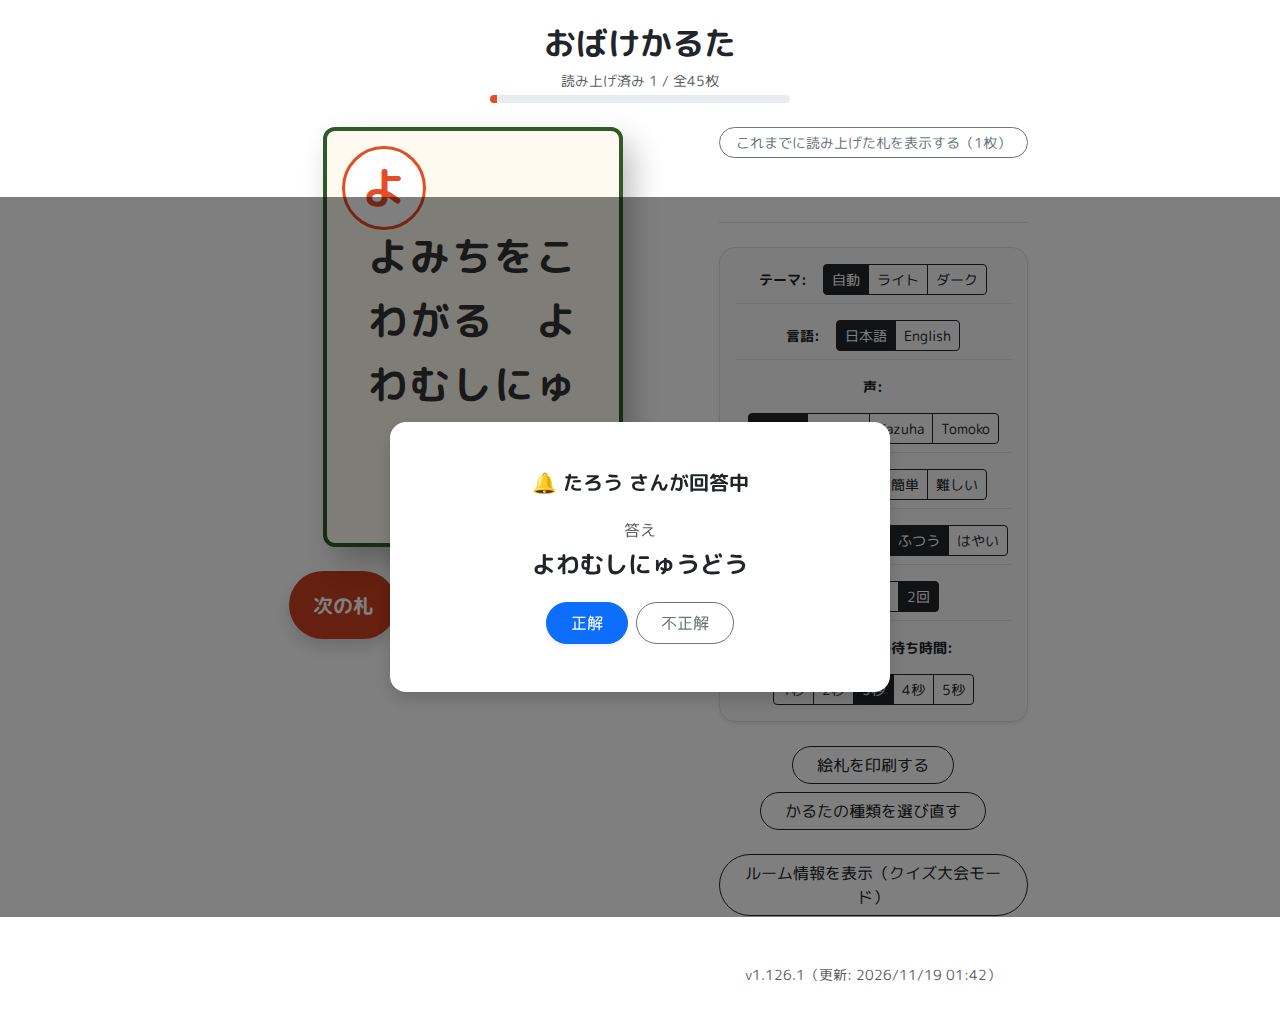 おばけかるた
読み上げ済み 1 / 全45枚
よ
よみちをこ
わがる　よ
わむしにゅ
次の札
これまでに読み上げた札を表示する（1枚）
テーマ: 自動 ライト ダーク
言語: 日本語 English
声:
Tomoko
簡単 難しい
ふつう はやい
2回
待ち時間:
4秒 5秒
🔔 たろう さんが回答中
答え
よわむしにゅうどう
正解 不正解
絵札を印刷する
かるたの種類を選び直す
ルーム情報を表示（クイズ大会モー
ド）
v1.126.1（更新: 2026/11/19 01:42）